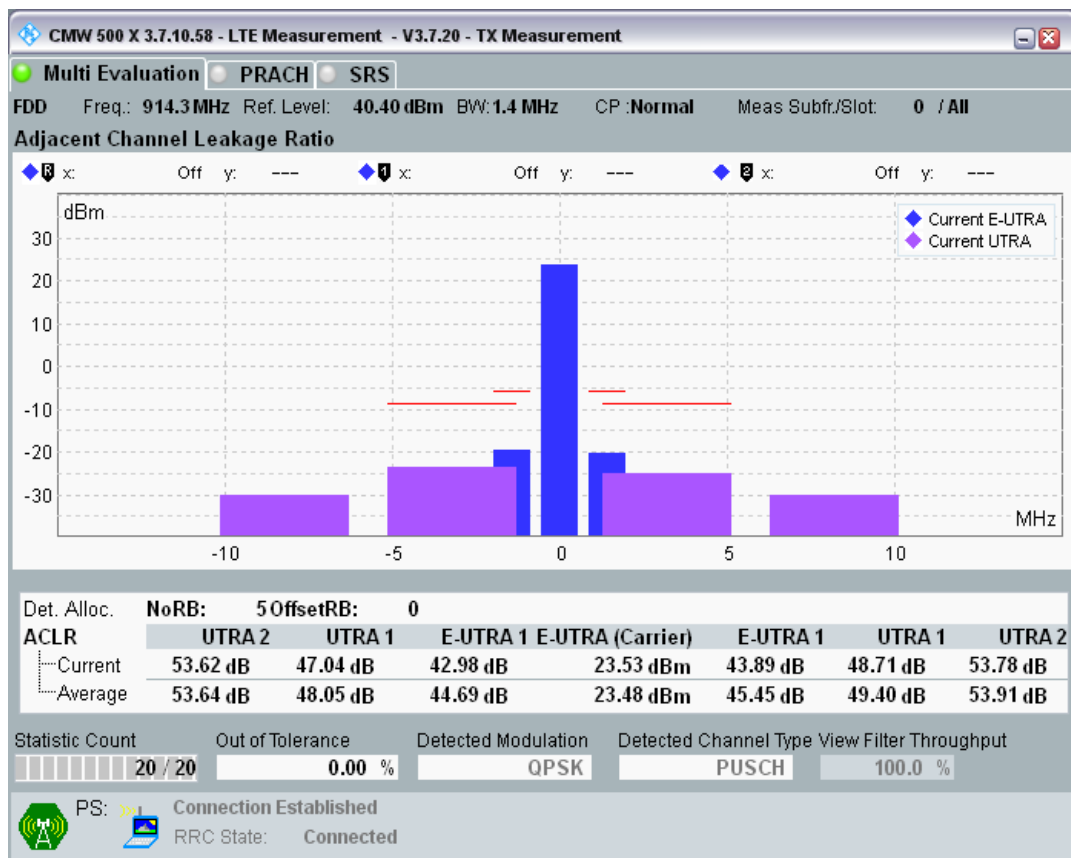 CMW 500 X 3.7.10.58 - LTE Measurement - V3.7.20 - TX Measurement
Multi Evaluation PRACH SRS
FDD Freq.: 914.3 MHz Ref. Level: 40.40 dBm BW: 1.4 MHz CP :Normal Meas Subfr./Slot: 0 / All
Adjacent Channel Leakage Ratio
R x: Off y: --- 1 x: Off y: --- 2 x: Off y: ---
dBm
Current E-UTRA
Current UTRA
30
20
10
0
-10
-20
-30
MHz
-10 -5 0 5 10
Det. Alloc. NoRB: 5 OffsetRB: 0
ACLR UTRA 2 UTRA 1 E-UTRA 1 E-UTRA (Carrier) E-UTRA 1 UTRA 1 UTRA 2
Current 53.62 dB 47.04 dB 42.98 dB 23.53 dBm 43.89 dB 48.71 dB 53.78 dB
Average 53.64 dB 48.05 dB 44.69 dB 23.48 dBm 45.45 dB 49.40 dB 53.91 dB
Statistic Count Out of Tolerance Detected Modulation Detected Channel Type View Filter Throughput
20 / 20 0.00 % QPSK PUSCH 100.0 %
PS: Connection Established
RRC State: Connected